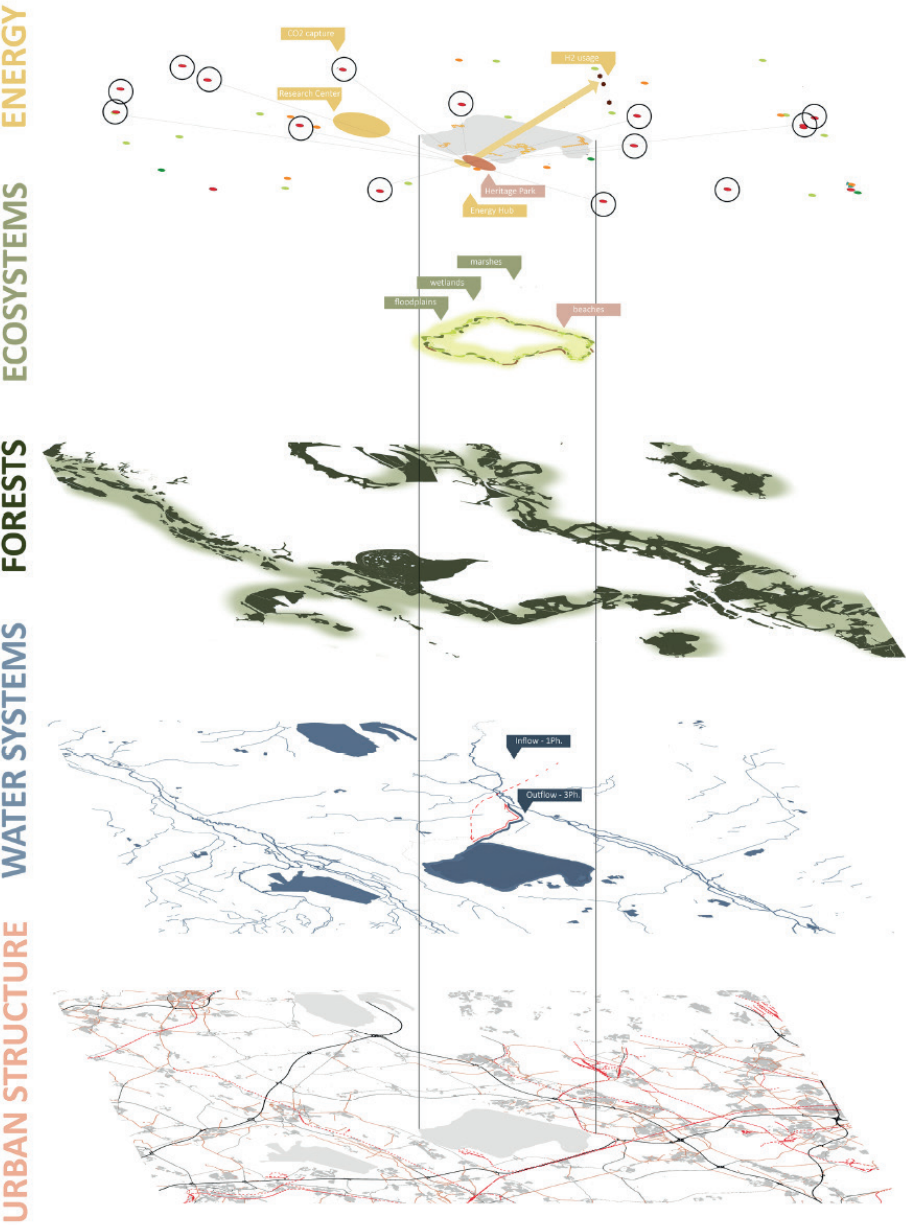 ENERGY
CO2 capture
H2 usage
Research Center
Heritage Park
Energy Hub
ECOSYSTEMS
marshes
wetlands
floodplains
beaches
FORESTS
WATER SYSTEMS
Inflow - 1Ph.
Outflow - 3Ph.
URBAN STRUCTURE